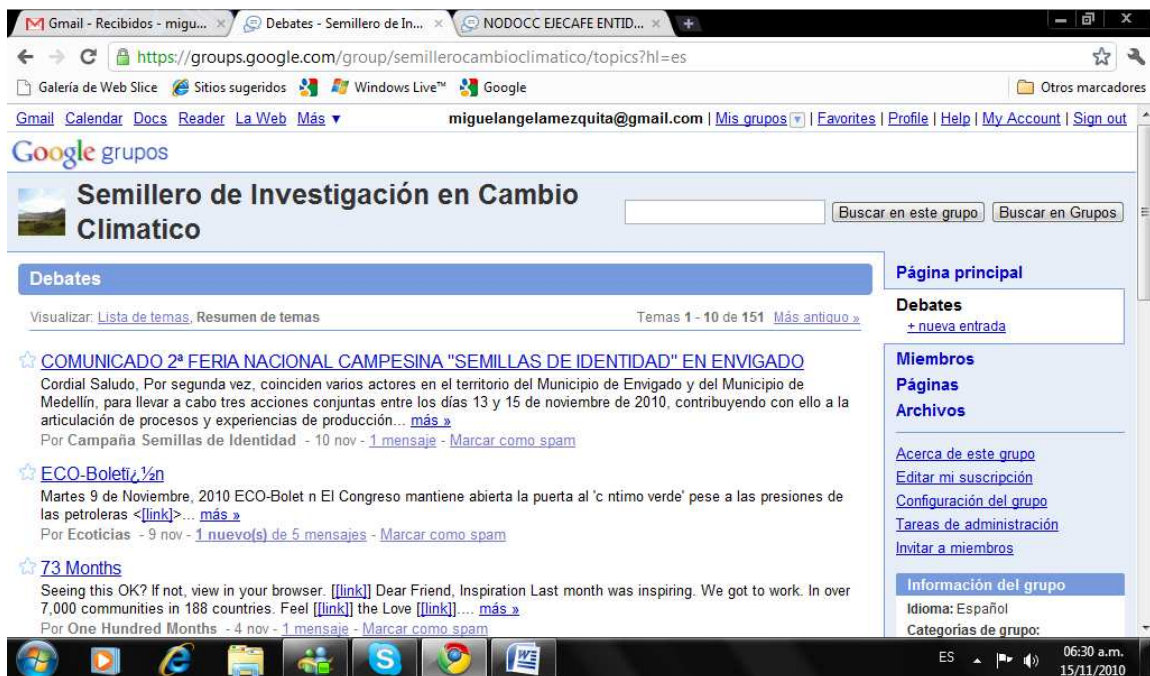 Gmail - Recibidos - migu...
Debates - Semillero de In...
NODOCC EJECAFE ENTID...
https://groups.google.com/group/semillerocambioclimatico/topics?hl=es
Galería de Web Slice Sitios sugeridos Windows Live™ Google Otros marcadores
Gmail Calendar Docs Reader La Web Más ▼ miguelangelamezquita@gmail.com | Mis grupos | Favorites | Profile | Help | My Account | Sign out
Google grupos
Semillero de Investigación en Cambio
Climatico
Buscar en este grupo Buscar en Grupos
Debates
Visualizar: Lista de temas, Resumen de temas Temas 1 - 10 de 151 Más antiguo »
COMUNICADO 2ª FERIA NACIONAL CAMPESINA "SEMILLAS DE IDENTIDAD" EN ENVIGADO
Cordial Saludo, Por segunda vez, coinciden varios actores en el territorio del Municipio de Envigado y del Municipio de
Medellín, para llevar a cabo tres acciones conjuntas entre los días 13 y 15 de noviembre de 2010, contribuyendo con ello a la
articulación de procesos y experiencias de producción... más »
Por Campaña Semillas de Identidad - 10 nov - 1 mensaje - Marcar como spam
ECO-Boletï¿½n
Martes 9 de Noviembre, 2010 ECO-Bolet n El Congreso mantiene abierta la puerta al 'c ntimo verde' pese a las presiones de
las petroleras <[link]>... más »
Por Ecoticias - 9 nov - 1 nuevo(s) de 5 mensajes - Marcar como spam
73 Months
Seeing this OK? If not, view in your browser. [[link]] Dear Friend, Inspiration Last month was inspiring. We got to work. In over
7,000 communities in 188 countries. Feel [[link]] the Love [[link]].... más »
Por One Hundred Months - 4 nov - 1 mensaje - Marcar como spam
Página principal
Debates
+ nueva entrada
Miembros
Páginas
Archivos
Acerca de este grupo
Editar mi suscripción
Configuración del grupo
Tareas de administración
Invitar a miembros
Información del grupo
Idioma: Español
Categorías de grupo:
ES
06:30 a.m.
15/11/2010